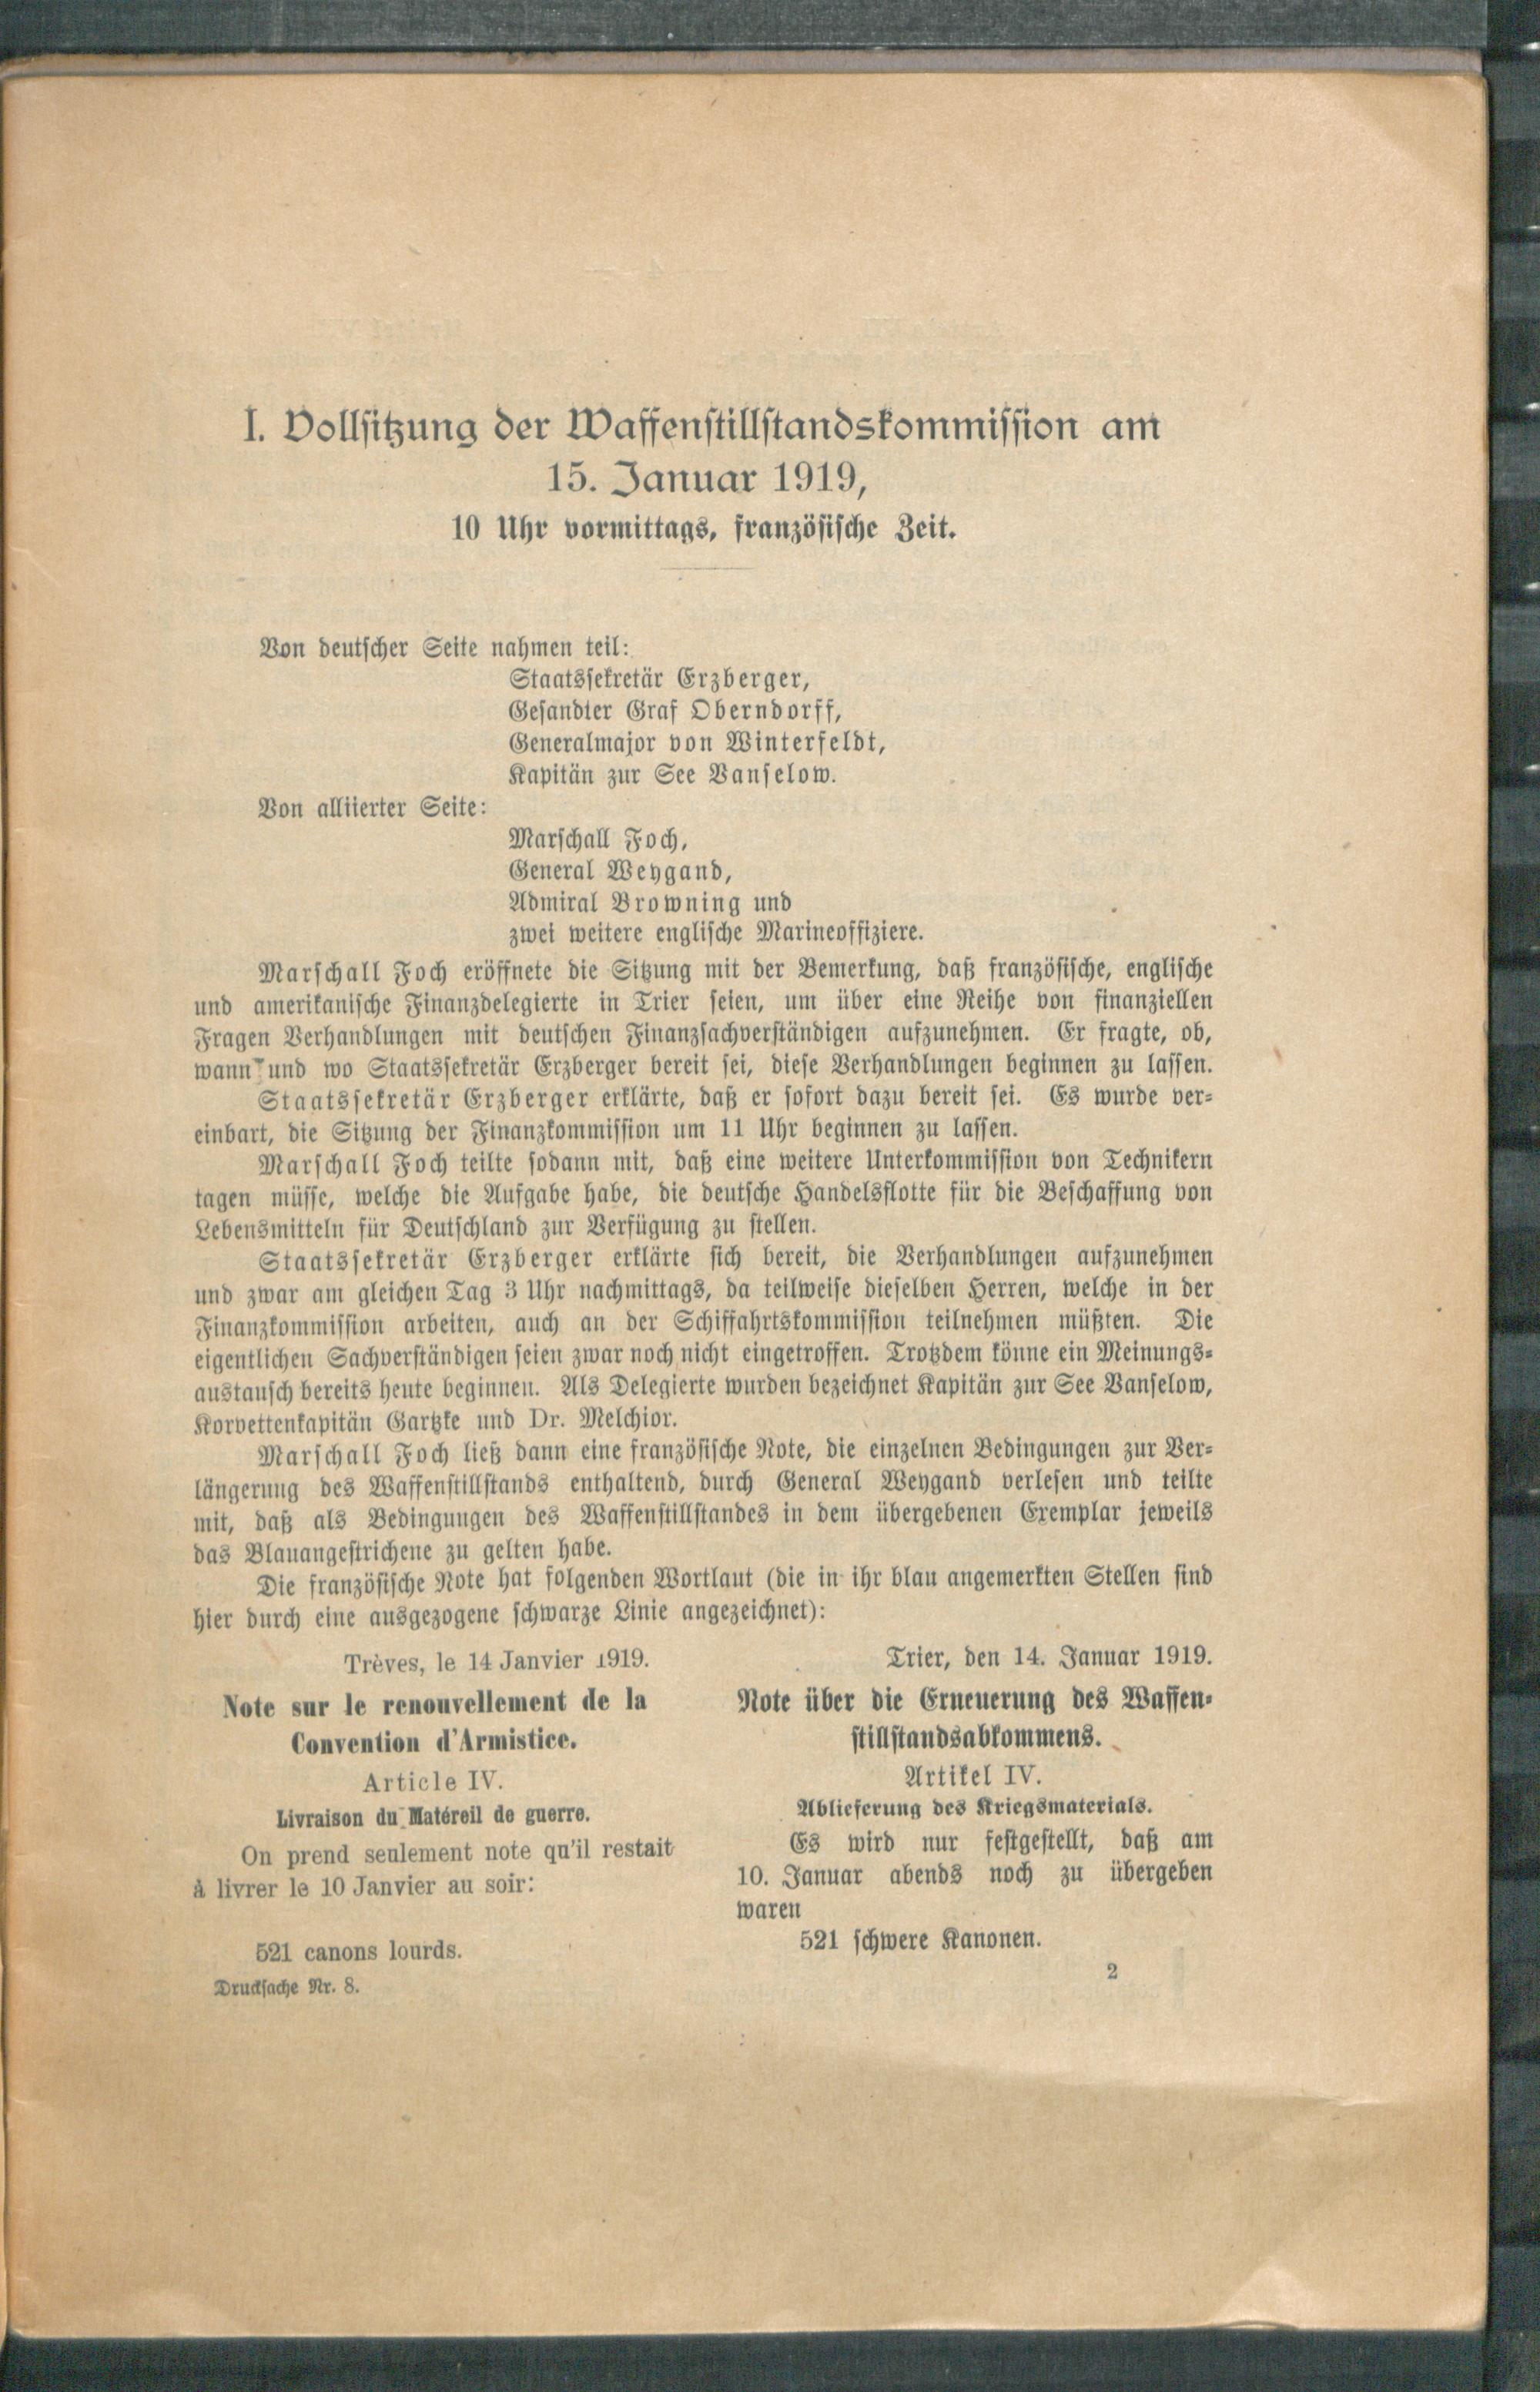 I. Vollsitzung der Waffenstillstandskommission am
15. Januar 1919,
10 Uhr vormittags, französische Zeit.
Von deutscher Seite nahmen teil:
Staatssekretär Erzberger,
Gesandter Graf Oberndorff,
Generalmajor von Winterfeldt,
Kapitän zur See Vanselow.
Von alliierter Seite:
Marschall Foch,
General Weygand,
Admiral Browning und
zwei weitere englische Marineoffiziere.
Marschall Foch eröffnete die Sitzung mit der Bemerkung, daß französische, englische
und amerikanische Finanzdelegierte in Trier seien, um über eine Reihe von finanziellen
Fragen Verhandlungen mit deutschen Finanzsachverständigen aufzunehmen. Er fragte, ob,
wann und wo Staatssekretär Erzberger bereit sei, diese Verhandlungen beginnen zu lassen.
Staatssekretär Erzberger erklärte, daß er sofort dazu bereit sei. Es wurde ver-
einbart, die Sitzung der Finanzkommission um 11 Uhr beginnen zu lassen.
Marschall Foch teilte sodann mit, daß eine weitere Unterkommission von Technikern
tagen müsse, welche die Aufgabe habe, die deutsche Handelsflotte für die Beschaffung von
Lebensmitteln für Deutschland zur Verfügung zu stellen.
Staatssekretär Erzberger erklärte sich bereit, die Verhandlungen aufzunehmen
und zwar am gleichen Tag 3 Uhr nachmittags, da teilweise dieselben Herren, welche in der
Finanzkommission arbeiten, auch an der Schiffahrtskommission teilnehmen müßten. Die
eigentlichen Sachverständigen seien zwar noch nicht eingetroffen. Trotzdem könne ein Meinungs-
austausch bereits heute beginnen. Als Delegierte wurden bezeichnet Kapitän zur See Vanselow,
Korvettenkapitän Gartzke und Dr. Melchior.
Marschall Foch ließ dann eine französische Note, die einzelnen Bedingungen zur Ver-
längerung des Waffenstillstands enthaltend, durch General Weygand verlesen und teilte
mit, daß als Bedingungen des Waffenstillstandes in dem übergebenen Exemplar jeweils
das Blauangestrichene zu gelten habe.
Die französische Note hat folgenden Wortlaut (die in ihr blau angemerkten Stellen sind
hier durch eine ausgezogene schwarze Linie angezeichnet):
Trèves, le 14 Janvier 1919.
Note sur le renouvellement de la
Convention d'Armistice.
Article IV.
Livraison du Matéreil de guerre.
On prend seulement note qu'il restait
à livrer le 10 Janvier au soir:
521 canons lourds.
Trier, den 14. Januar 1919.
Note über die Erneuerung des Waffen-
stillstandsabkommens.
Artikel IV.
Ablieferung des Kriegsmaterials.
Es wird nur festgestellt, daß am
10. Januar abends noch zu übergeben
waren
521 schwere Kanonen.
Drucksache Nr. 8.
2